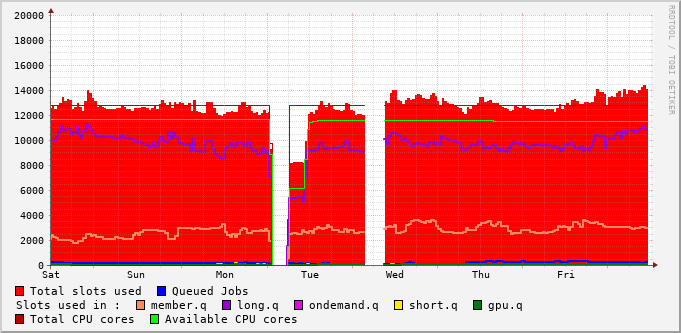 20000
18000
16000
14000
12000
10000
8000
6000
4000
2000
0
Sat Sun Mon Tue Wed Thu Fri
RRDTOOL / TOBI OETIKER
Total slots used Queued Jobs
Slots used in : member.q long.q ondemand.q short.q gpu.q
Total CPU cores Available CPU cores